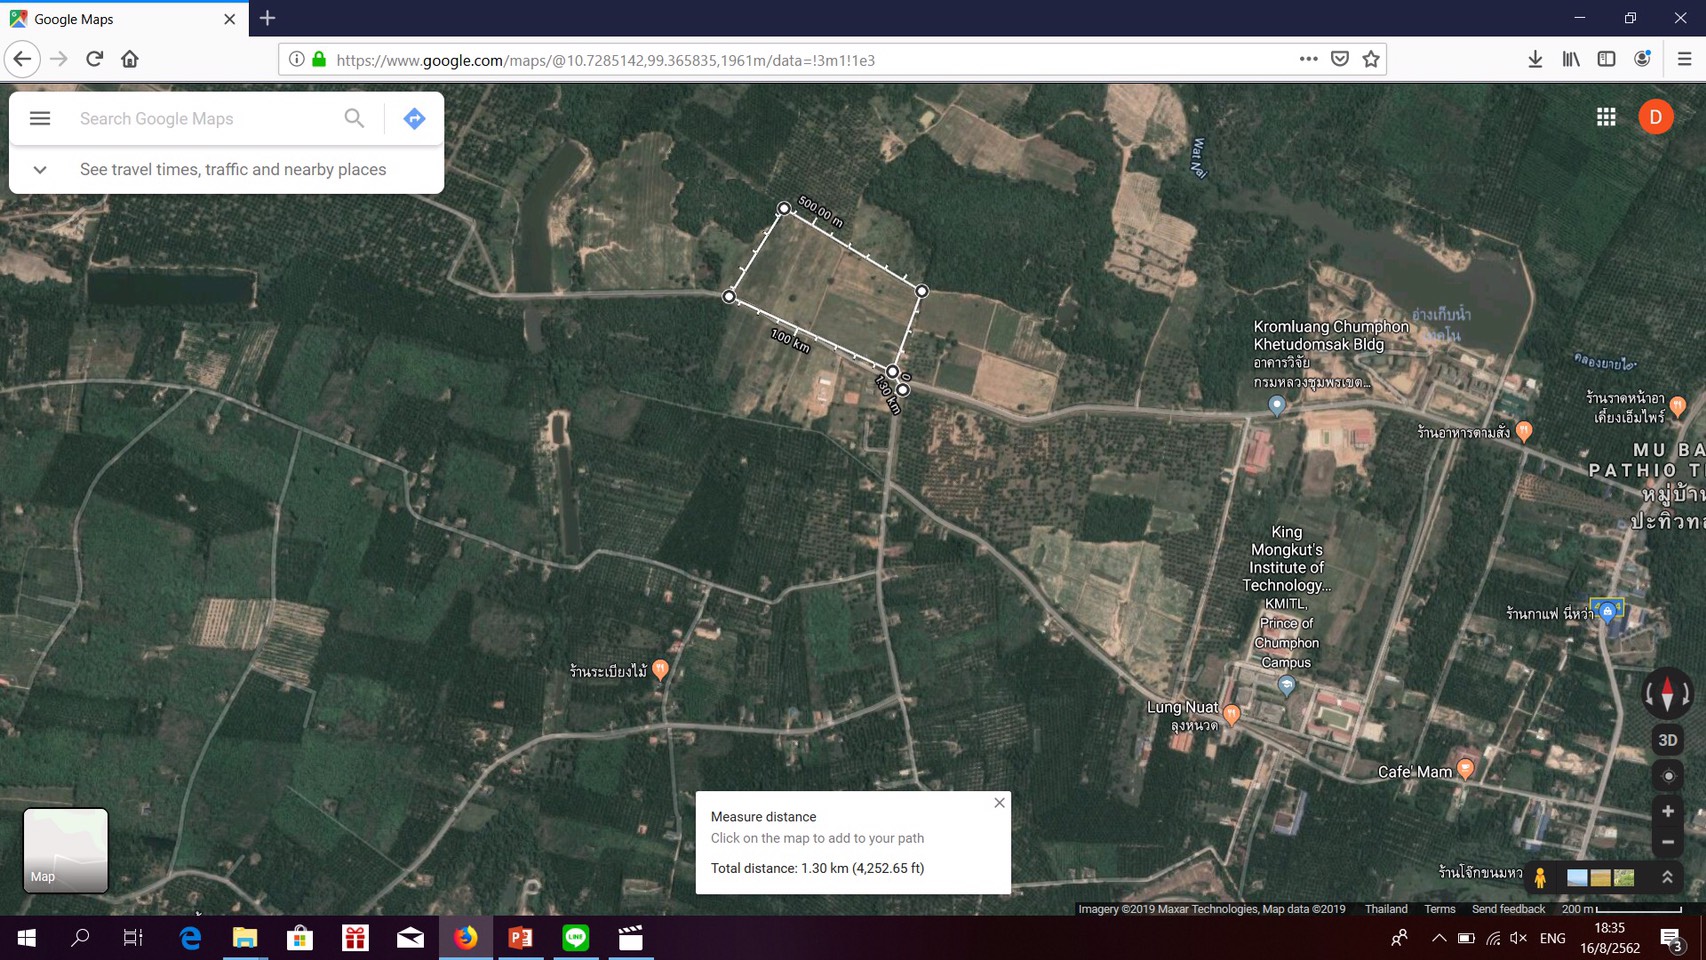 Google Maps
https://www.google.com/maps/@10.7285142,99.365835,1961m/data=!3m1!1e3
Search Google Maps
See travel times, traffic and nearby places
D
Wat Nai
500.00 m
1.00 km
0
1.30 km
Kromluang Chumphon
Khetudomsak Bldg
อาคารวิจัย
กรมหลวงชุมพรเขต...
อ่างเก็บน้ำ
คลองยายไอ
ร้านราดหน้าอา
เคี้ยงเอ็มไพร์
ร้านอาหารตามสั่ง
MU BA
PATHIO T
หมู่บ้าน
ปะทิวทอ
King
Mongkut's
Institute of
Technology...
KMITL,
Prince of
Chumphon
Campus
ร้านกาแฟ นี่หว่า
ร้านระเบียงไม้
Lung Nuat
ลุงหนวด
Cafe' Mam
3D
Measure distance
Click on the map to add to your path
Total distance: 1.30 km (4,252.65 ft)
Map
ร้านโจ๊กขนมหว
Imagery ©2019 Maxar Technologies, Map data ©2019 Thailand Terms Send feedback 200 m
LINE
ENG
18:35
16/8/2562
3